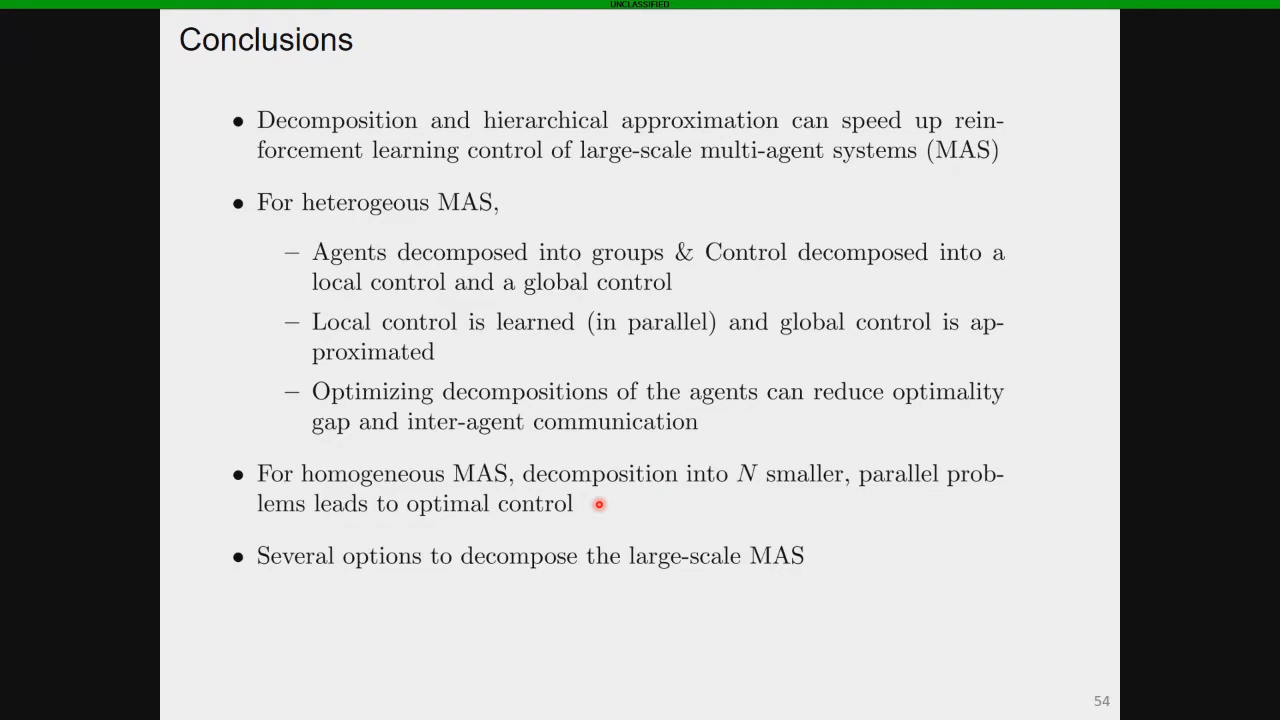 UNCLASSIFIED
Conclusions
• Decomposition and hierarchical approximation can speed up rein-
forcement learning control of large-scale multi-agent systems (MAS)
• For heterogeous MAS,
– Agents decomposed into groups & Control decomposed into a
local control and a global control
– Local control is learned (in parallel) and global control is ap-
proximated
– Optimizing decompositions of the agents can reduce optimality
gap and inter-agent communication
• For homogeneous MAS, decomposition into N smaller, parallel prob-
lems leads to optimal control
• Several options to decompose the large-scale MAS
54